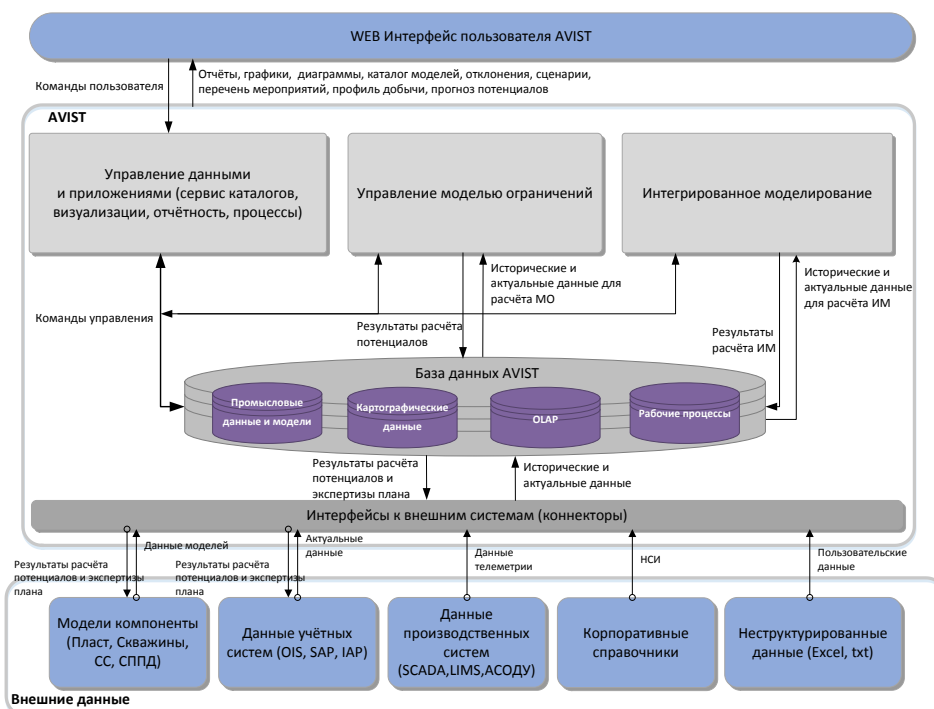 WEB Интерфейс пользователя AVIST
Команды пользователя
Отчёты, графики, диаграммы, каталог моделей, отклонения, сценарии,
перечень мероприятий, профиль добычи, прогноз потенциалов
AVIST
Управление данными
и приложениями (сервис каталогов,
визуализации, отчётность, процессы)
Управление моделью ограничений
Интегрированное моделирование
Команды управления
Исторические и
актуальные данные для
расчёта МО
Результаты расчёта
потенциалов
Исторические и
актуальные данные
для расчёта ИМ
Результаты
расчёта ИМ
База данных AVIST
Промысловые
данные и модели
Картографические
данные
OLAP
Рабочие процессы
Результаты расчёта
потенциалов и
экспертизы плана
Исторические и
актуальные данные
Интерфейсы к внешним системам (коннекторы)
Данные моделей
Результаты расчёта
потенциалов и экспертизы
плана
Актуальные
данные
Результаты расчёта
потенциалов и экспертизы
плана
Данные
телеметрии
НСИ
Пользовательские
данные
Модели компоненты
(Пласт, Скважины,
СС, СППД)
Данные учётных
систем (OIS, SAP, IAP)
Данные
производственных
систем
(SCADA,LIMS,АСОДУ)
Корпоративные
справочники
Неструктурированные
данные (Excel, txt)
Внешние данные